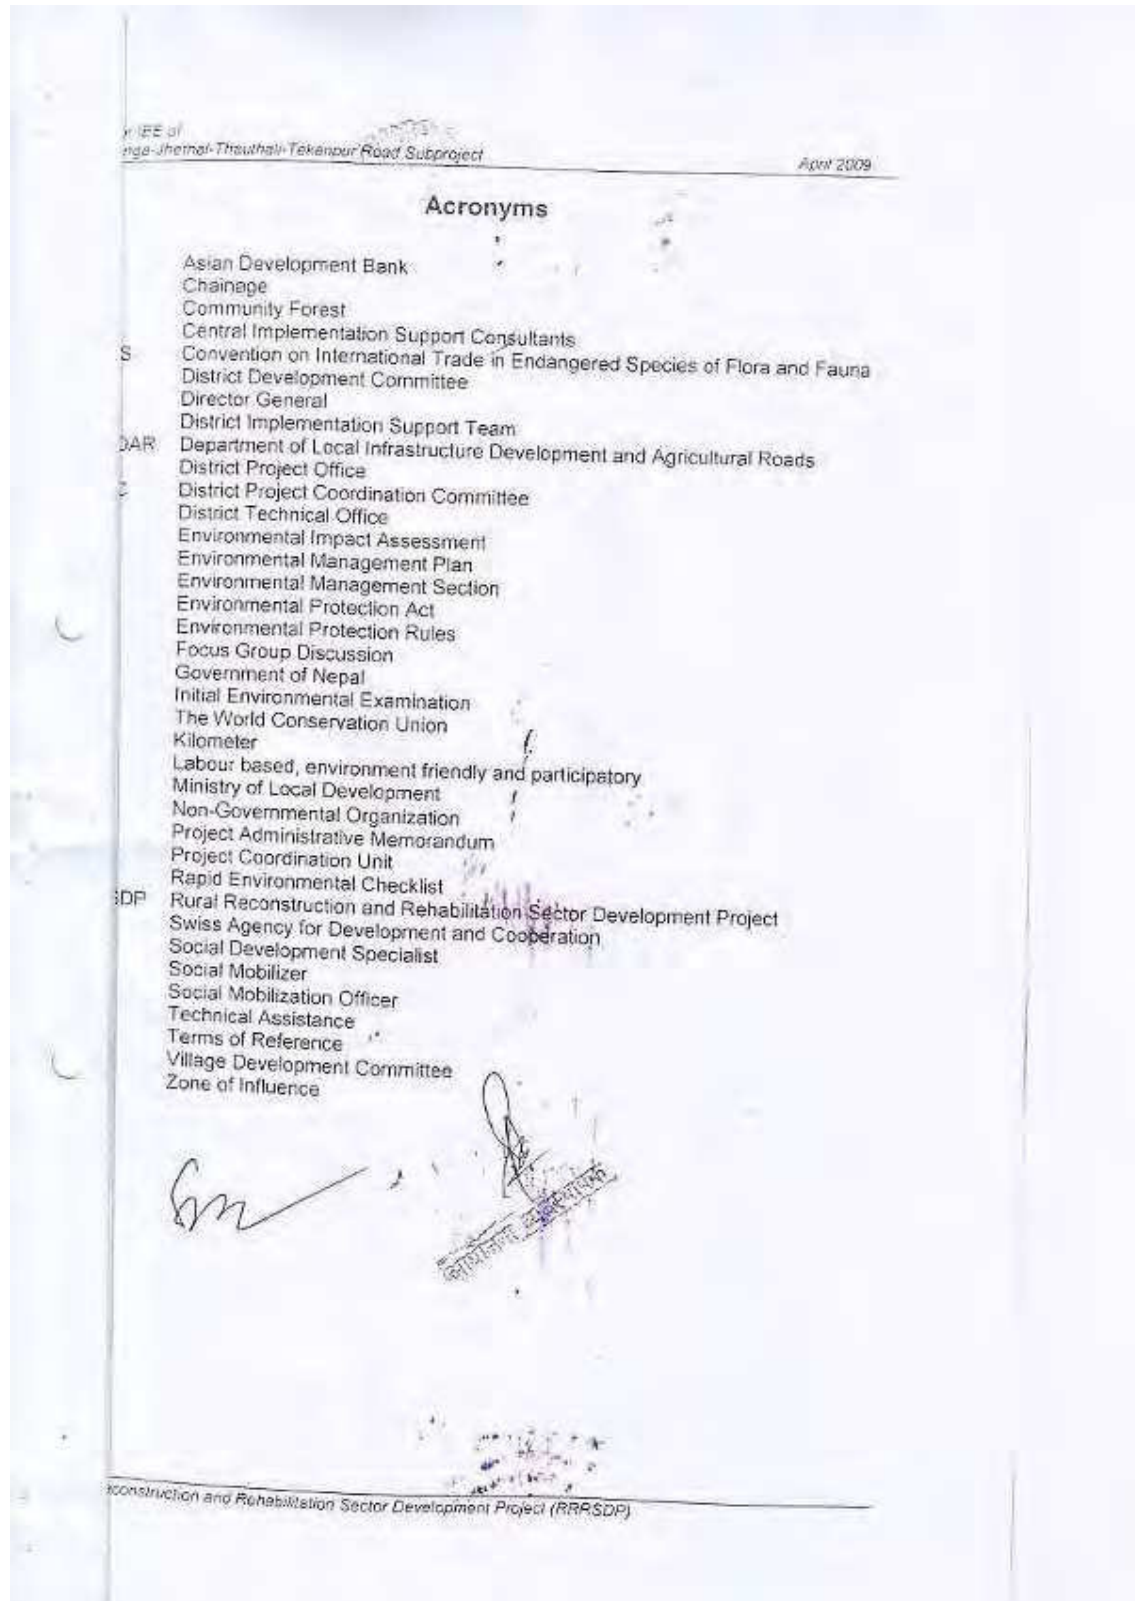 IEE of
Jhethal-Thauthali-Tekanpur Road Subproject
April 2009
Acronyms
Asian Development Bank
Chainage
Community Forest
Central Implementation Support Consultants
S Convention on International Trade in Endangered Species of Flora and Fauna
District Development Committee
Director General
District Implementation Support Team
DAR Department of Local Infrastructure Development and Agricultural Roads
District Project Office
C District Project Coordination Committee
District Technical Office
Environmental Impact Assessment
Environmental Management Plan
Environmental Management Section
Environmental Protection Act
Environmental Protection Rules
Focus Group Discussion
Government of Nepal
Initial Environmental Examination
The World Conservation Union
Kilometer
Labour based, environment friendly and participatory
Ministry of Local Development
Non-Governmental Organization
Project Administrative Memorandum
Project Coordination Unit
Rapid Environmental Checklist
SDP Rural Reconstruction and Rehabilitation Sector Development Project
Swiss Agency for Development and Cooperation
Social Development Specialist
Social Mobilizer
Social Mobilization Officer
Technical Assistance
Terms of Reference
Village Development Committee
Zone of Influence
construction and Rehabilitation Sector Development Project (RRRSDP)